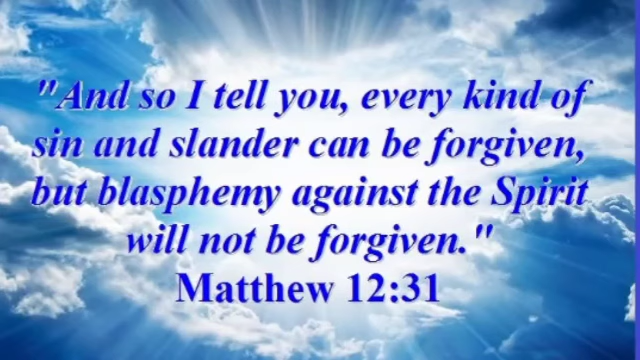 "And so I tell you, every kind of
sin and slander can be forgiven,
but blasphemy against the Spirit
will not be forgiven."
Matthew 12:31